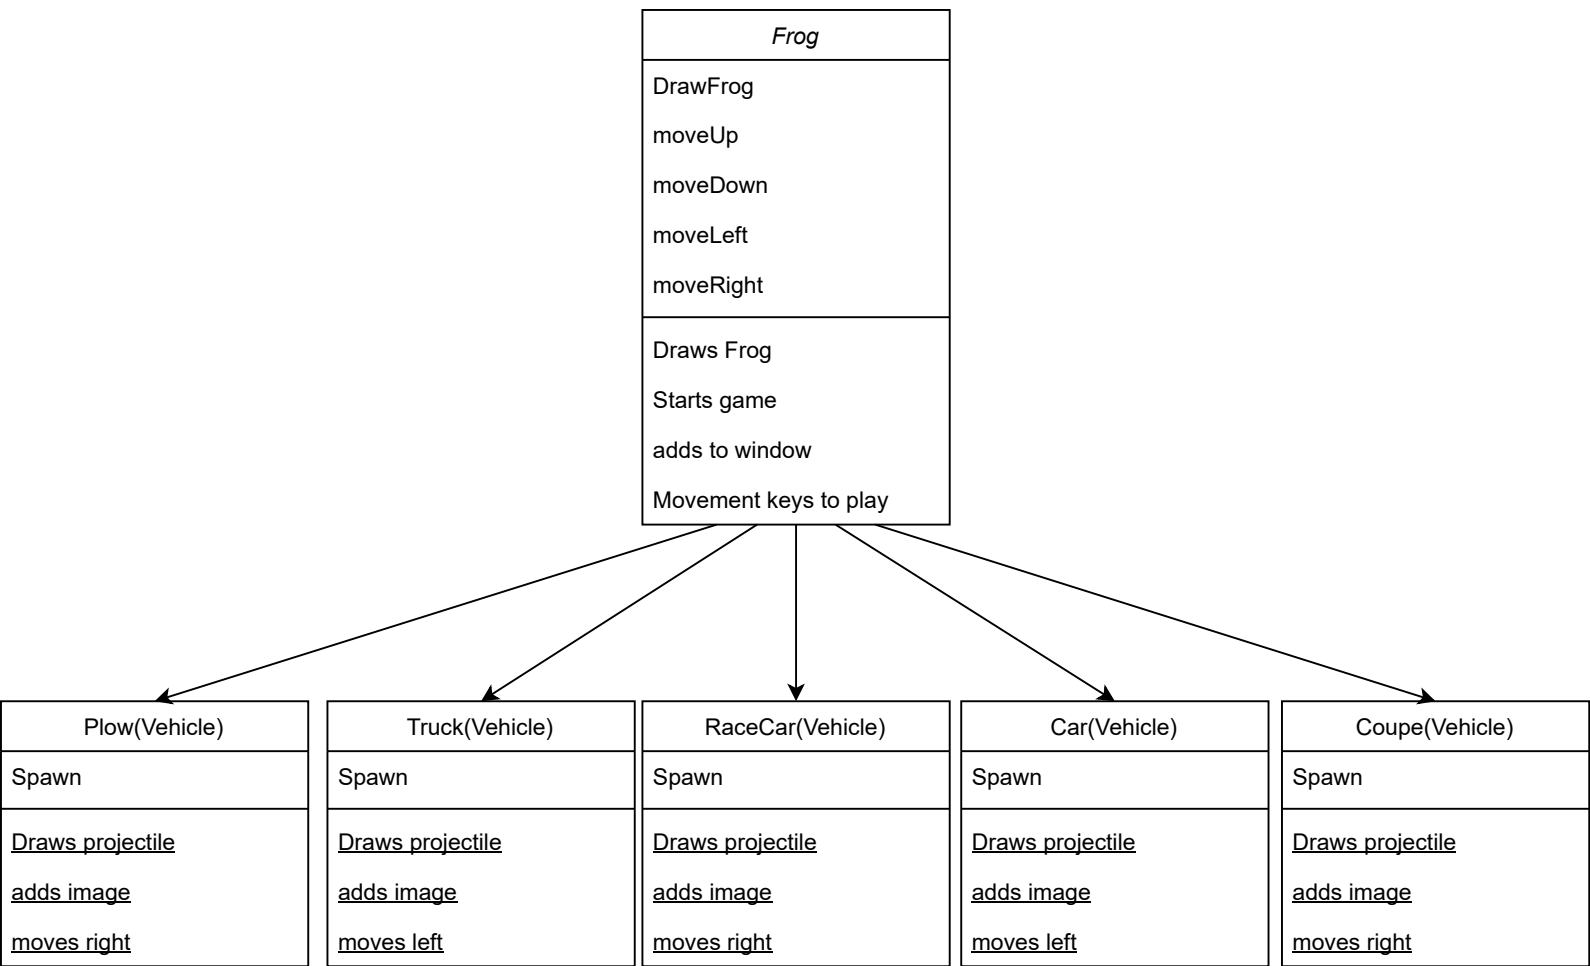 Frog
DrawFrog
moveUp
moveDown
moveLeft
moveRight
Draws Frog
Starts game
adds to window
Movement keys to play
Plow(Vehicle)
Spawn
Draws projectile
adds image
moves right
Truck(Vehicle)
Spawn
Draws projectile
adds image
moves left
RaceCar(Vehicle)
Spawn
Draws projectile
adds image
moves right
Car(Vehicle)
Spawn
Draws projectile
adds image
moves left
Coupe(Vehicle)
Spawn
Draws projectile
adds image
moves right